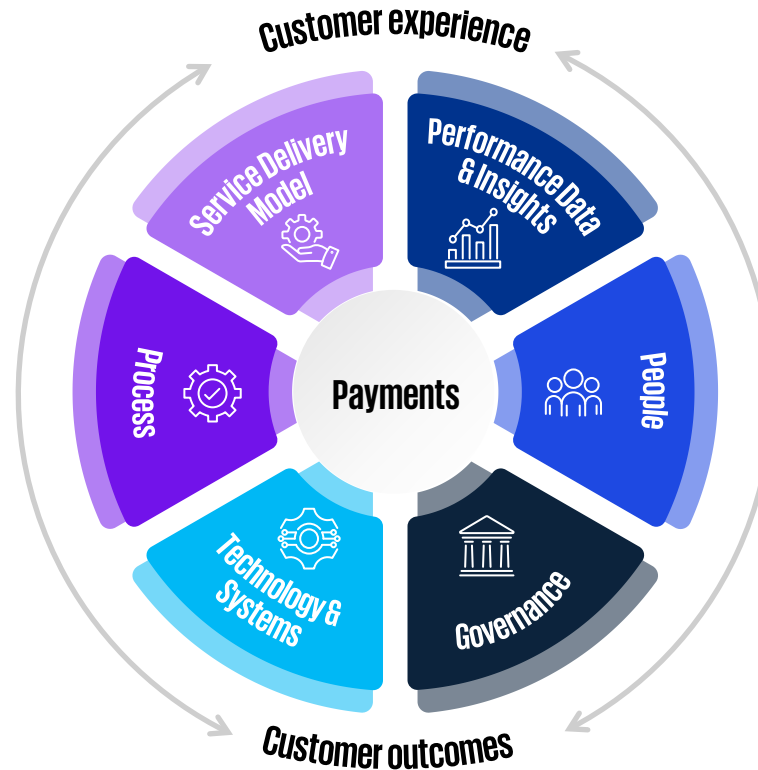 Customer experience
Service Delivery
Model
Performance Data
& Insights
Process
Payments
People
Technology &
Systems
Governance
Customer outcomes